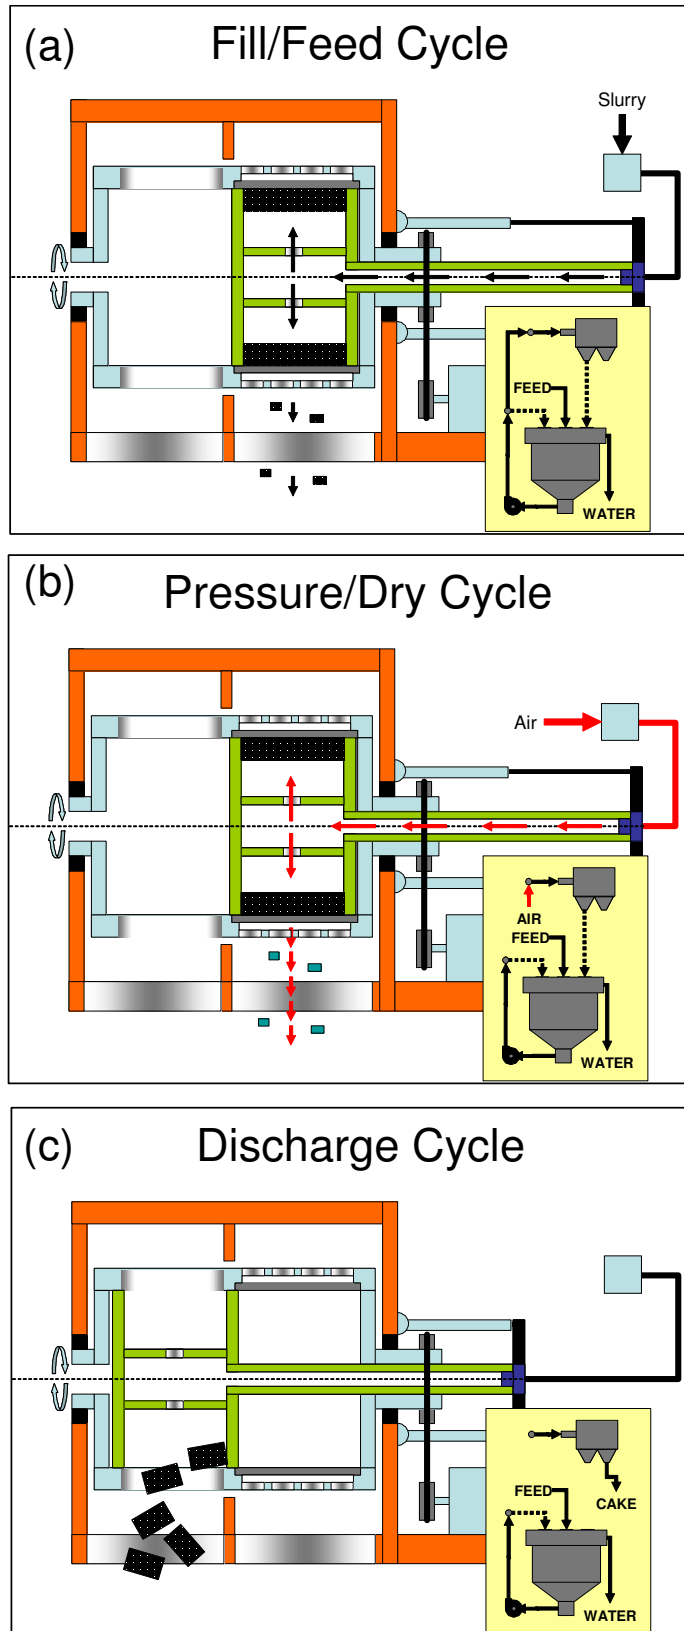 (a) Fill/Feed Cycle
Slurry
FEED
WATER
(b) Pressure/Dry Cycle
Air
AIR
FEED
WATER
(c) Discharge Cycle
FEED
CAKE
WATER